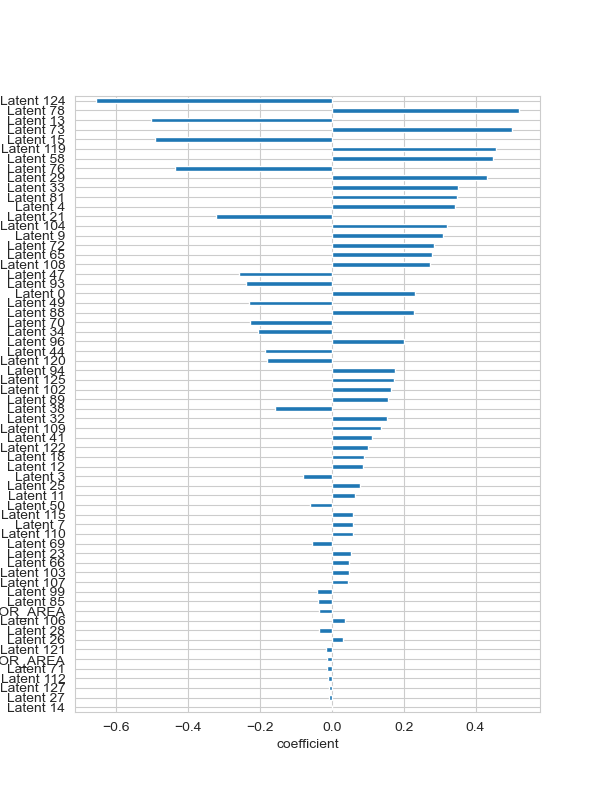 Latent 124
Latent 78
Latent 13
Latent 73
Latent 15
Latent 119
Latent 58
Latent 76
Latent 29
Latent 33
Latent 81
Latent 4
Latent 21
Latent 104
Latent 9
Latent 72
Latent 65
Latent 108
Latent 47
Latent 93
Latent 0
Latent 49
Latent 88
Latent 70
Latent 34
Latent 96
Latent 44
Latent 120
Latent 94
Latent 125
Latent 102
Latent 89
Latent 38
Latent 32
Latent 109
Latent 41
Latent 122
Latent 18
Latent 12
Latent 3
Latent 25
Latent 11
Latent 50
Latent 115
Latent 7
Latent 110
Latent 69
Latent 23
Latent 66
Latent 103
Latent 107
Latent 99
Latent 85
OR_AREA
Latent 106
Latent 28
Latent 26
Latent 121
OR_AREA
Latent 71
Latent 112
Latent 127
Latent 27
Latent 14
−0.6 −0.4 −0.2 0.0 0.2 0.4
coefficient